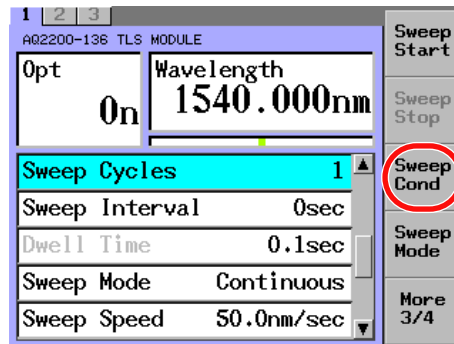 1 2 3
AQ2200-136 TLS MODULE
Opt
On
Wavelength
1540.000nm
Sweep Cycles 1
Sweep Interval 0sec
Dwell Time 0.1sec
Sweep Mode Continuous
Sweep Speed 50.0nm/sec
Sweep
Start
Sweep
Stop
Sweep
Cond
Sweep
Mode
More
3/4